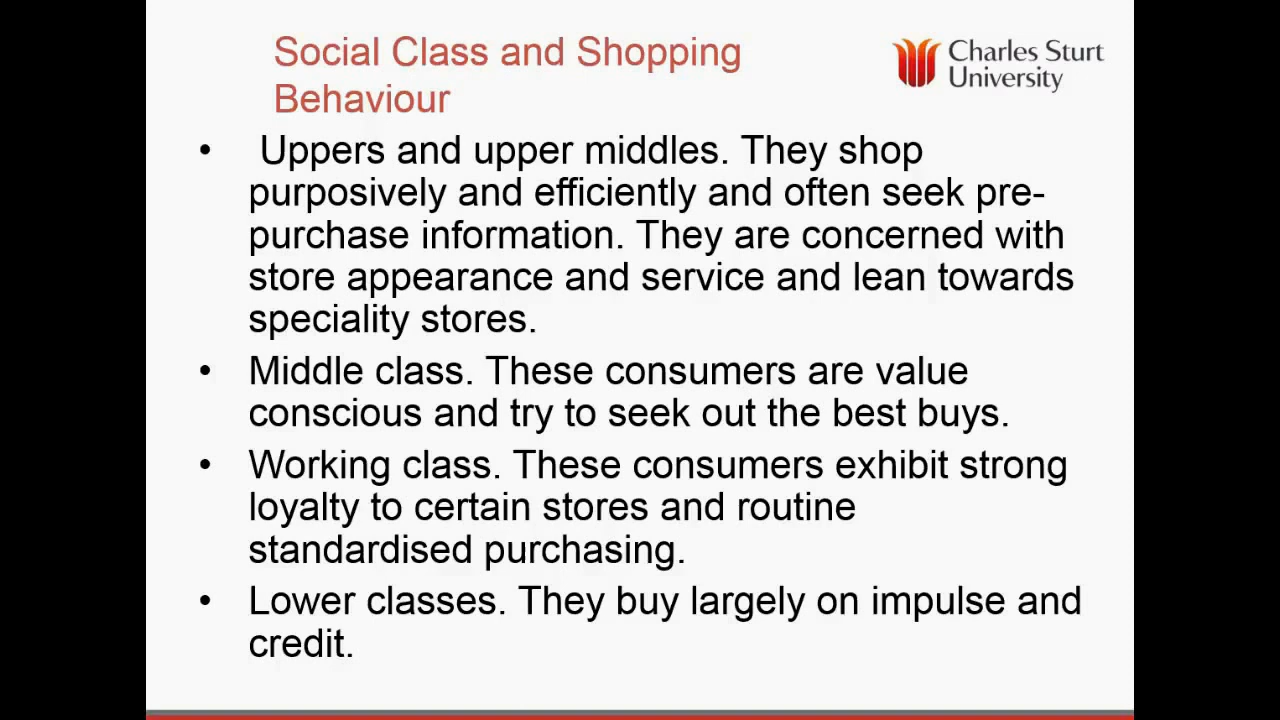 Social Class and Shopping
Behaviour
Charles Sturt
University
• Uppers and upper middles. They shop
purposively and efficiently and often seek pre-
purchase information. They are concerned with
store appearance and service and lean towards
speciality stores.
• Middle class. These consumers are value
conscious and try to seek out the best buys.
• Working class. These consumers exhibit strong
loyalty to certain stores and routine
standardised purchasing.
• Lower classes. They buy largely on impulse and
credit.